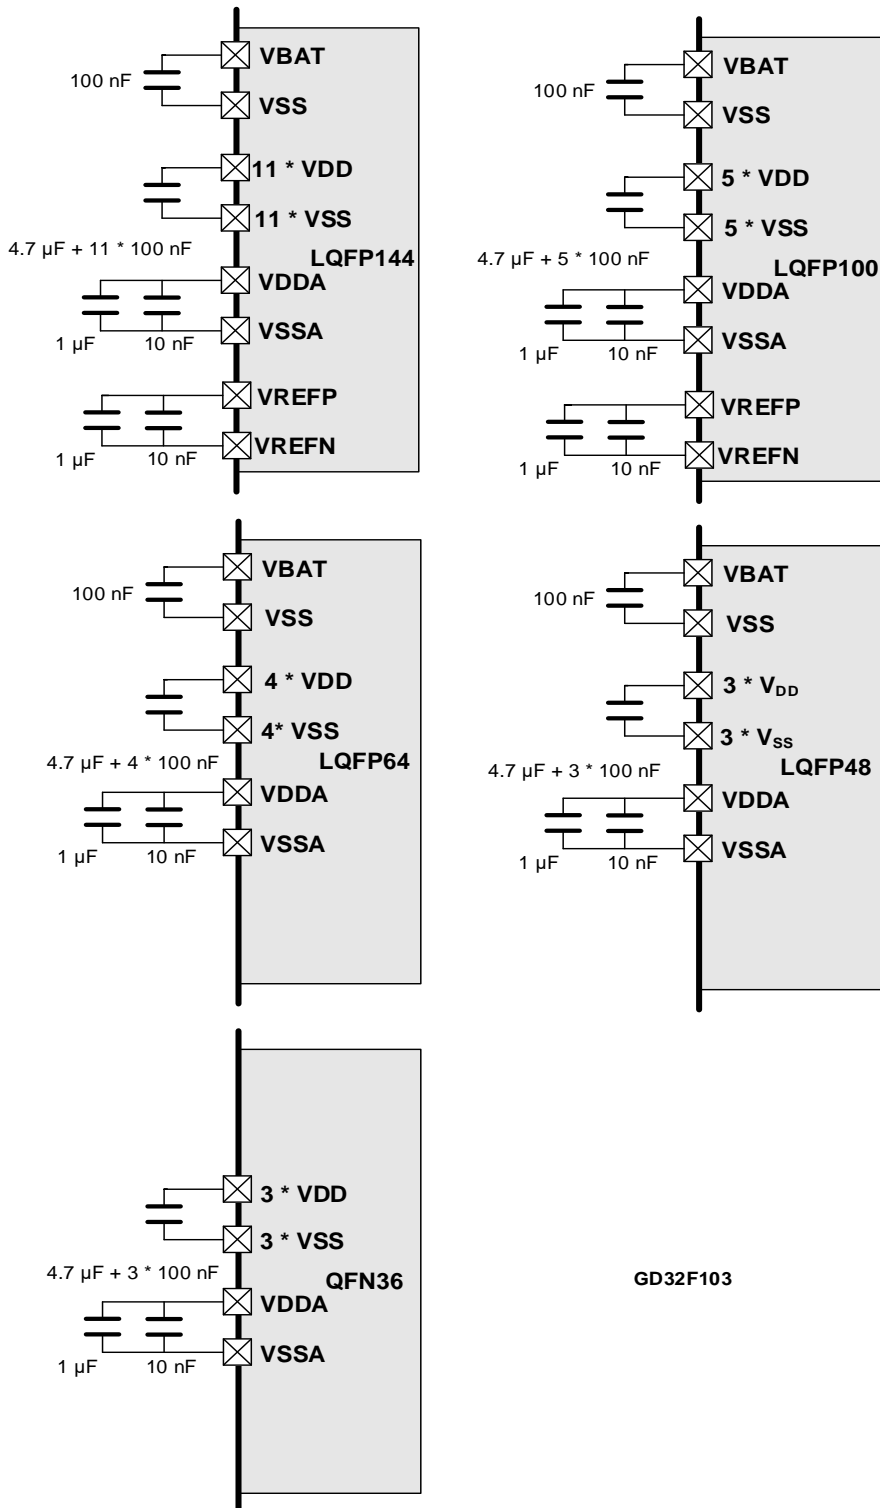 VBAT
100 nF
VSS
11 * VDD
11 * VSS
4.7 µF + 11 * 100 nF
LQFP144
VDDA
VSSA
1 µF 10 nF
VREFP
VREFN
1 µF 10 nF
VBAT
100 nF
VSS
5 * VDD
5 * VSS
4.7 µF + 5 * 100 nF
LQFP100
VDDA
VSSA
1 µF 10 nF
VREFP
VREFN
1 µF 10 nF
VBAT
100 nF
VSS
4 * VDD
4* VSS
4.7 µF + 4 * 100 nF
LQFP64
VDDA
VSSA
1 µF 10 nF
VBAT
100 nF
VSS
3 * VDD
3 * VSS
4.7 µF + 3 * 100 nF
LQFP48
VDDA
VSSA
1 µF 10 nF
3 * VDD
3 * VSS
4.7 µF + 3 * 100 nF
QFN36
VDDA
VSSA
1 µF 10 nF
GD32F103